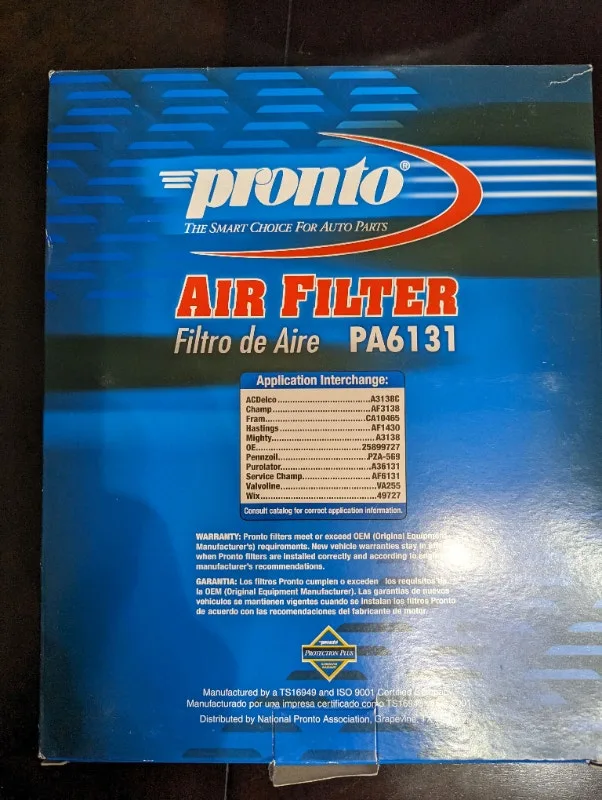 pronto®
THE SMART CHOICE FOR AUTO PARTS
AIR FILTER
Filtro de Aire PA6131
Application Interchange:
ACDelco..............................A3138C
Champ................................AF3138
Fram..................................CA10465
Hastings.............................AF1430
Mighty.................................A3138
OE....................................25899727
Pennzoil............................PZA-569
Purolator............................A36131
Service Champ....................AF6131
Valvoline..............................VA255
Wix......................................49727
Consult catalog for correct application information.
WARRANTY: Pronto filters meet or exceed OEM (Original Equipment
Manufacturer's) requirements. New vehicle warranties stay in
when Pronto filters are installed correctly and according to engine
manufacturer's recommendations.
GARANTIA: Los filtros Pronto cumplen o exceden los requisitos de
la OEM (Original Equipment Manufacturer). Las garantías de nuevos
vehículos se mantienen vigentes cuando se instalan los filtros Pronto
de acuerdo con las recomendaciones del fabricante de motor.
pronto
PROTECTION PLUS
Manufactured by a TS16949 and ISO 9001 Certified
Manufacturado por una impresa certificado como
Distributed by National Pronto Association, Grapevine, TX